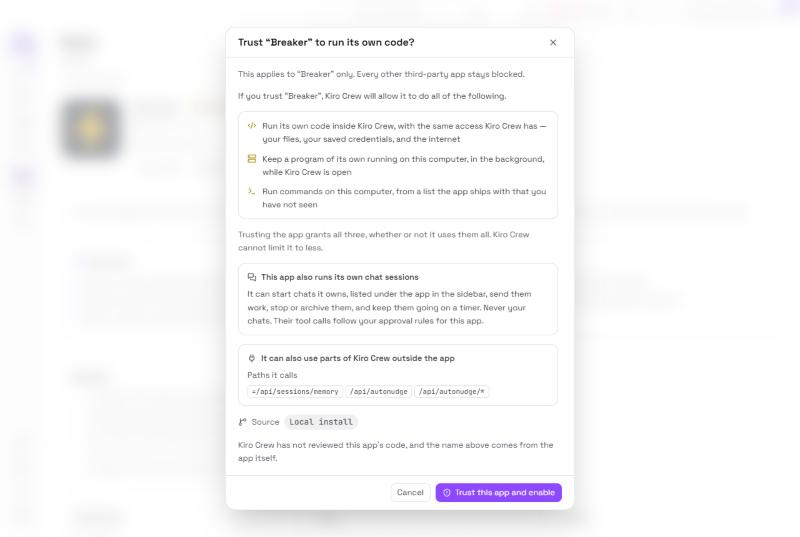 Trust “Breaker” to run its own code?
This applies to “Breaker” only. Every other third-party app stays blocked.
If you trust “Breaker”, Kiro Crew will allow it to do all of the following.
Run its own code inside Kiro Crew, with the same access Kiro Crew has —
your files, your saved credentials, and the internet
Keep a program of its own running on this computer, in the background,
while Kiro Crew is open
Run commands on this computer, from a list the app ships with that you
have not seen
Trusting the app grants all three, whether or not it uses them all. Kiro Crew
cannot limit it to less.
This app also runs its own chat sessions
It can start chats it owns, listed under the app in the sidebar, send them
work, stop or archive them, and keep them going on a timer. Never your
chats. Their tool calls follow your approval rules for this app.
It can also use parts of Kiro Crew outside the app
Paths it calls
=/api/sessions/memory /api/autonudge /api/autonudge/*
Source Local install
Kiro Crew has not reviewed this app’s code, and the name above comes from the
app itself.
Cancel Trust this app and enable